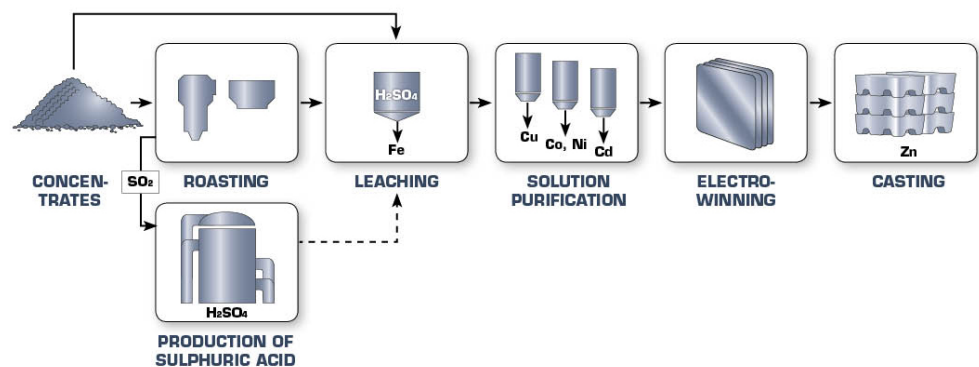 H₂SO₄
Fe
Cu
Co, Ni
Cd
Zn
CONCEN-
TRATES
SO₂
ROASTING
LEACHING
SOLUTION
PURIFICATION
ELECTRO-
WINNING
CASTING
H₂SO₄
PRODUCTION OF
SULPHURIC ACID